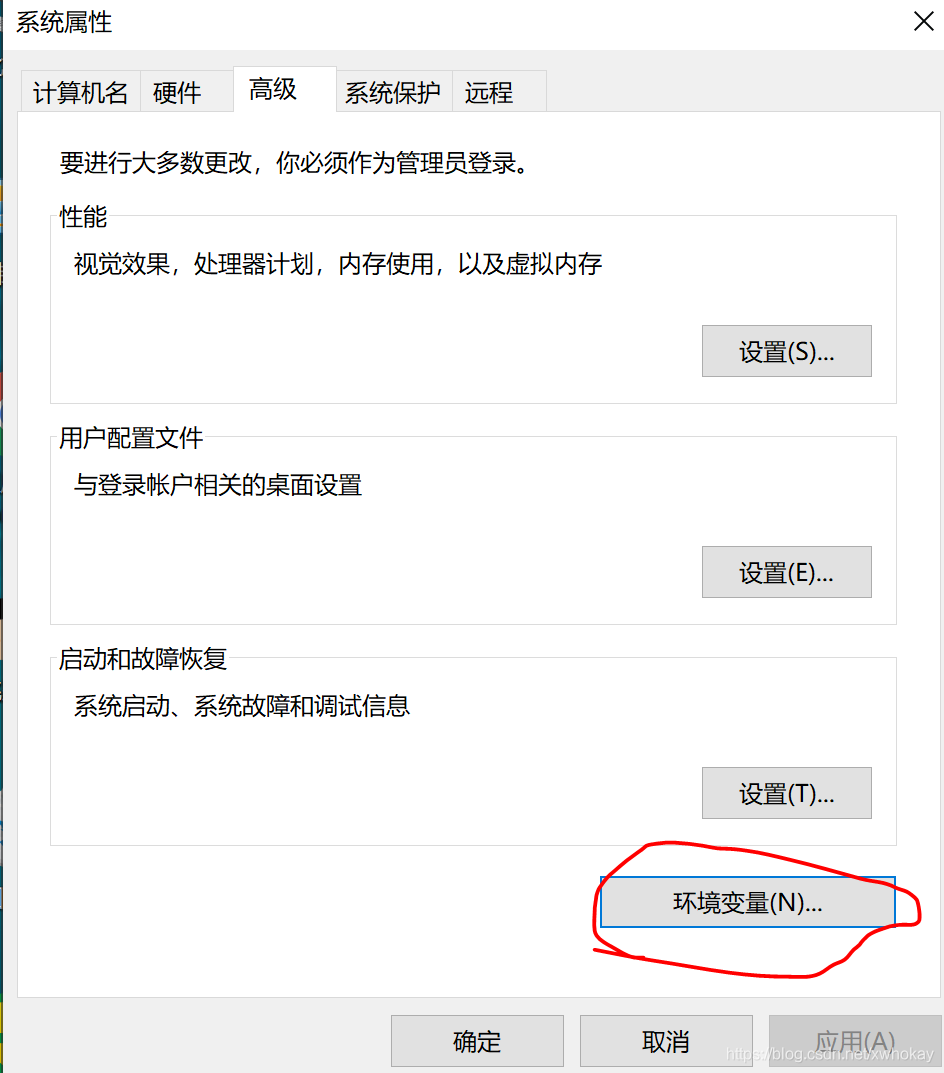 系统属性
计算机名 硬件 高级 系统保护 远程
要进行大多数更改，你必须作为管理员登录。
性能
视觉效果，处理器计划，内存使用，以及虚拟内存
设置(S)...
用户配置文件
与登录帐户相关的桌面设置
设置(E)...
启动和故障恢复
系统启动、系统故障和调试信息
设置(T)...
环境变量(N)...
确定 取消 应用(A)
https://blog.csdn.net/xwhokay